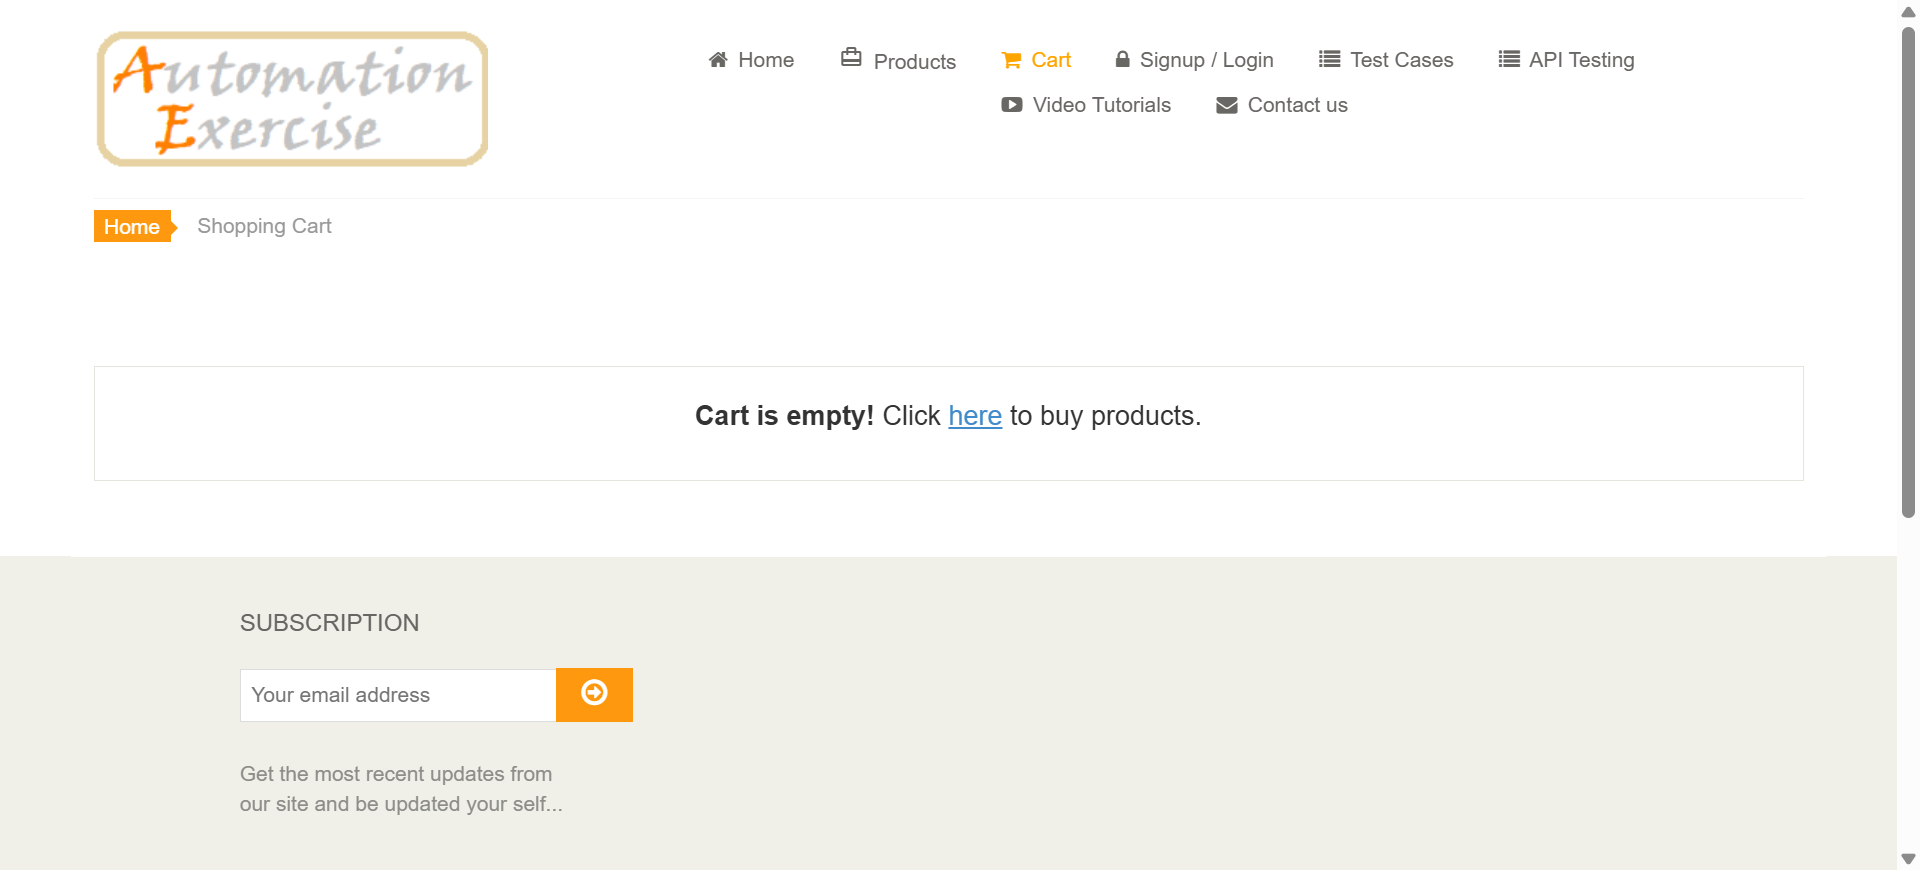 Automation
Exercise
Home Products Cart Signup / Login Test Cases API Testing
Video Tutorials Contact us
Home Shopping Cart
Cart is empty! Click here to buy products.
SUBSCRIPTION
Your email address
Get the most recent updates from
our site and be updated your self...